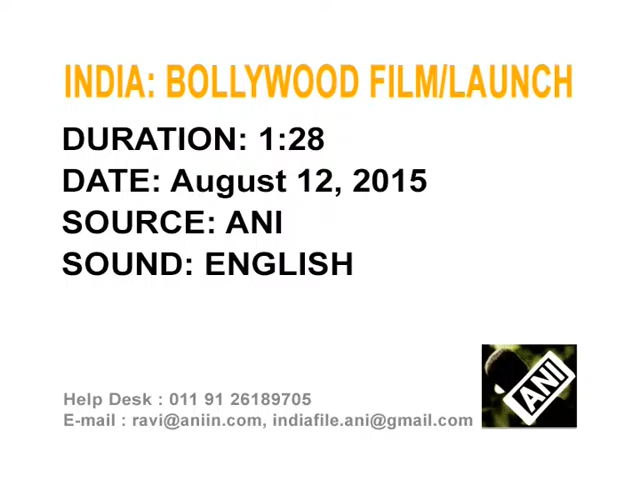 INDIA: BOLLYWOOD FILM/LAUNCH
DURATION: 1:28
DATE: August 12, 2015
SOURCE: ANI
SOUND: ENGLISH
Help Desk : 011 91 26189705
E-mail : ravi@aniin.com, indiafile.ani@gmail.com
ANI